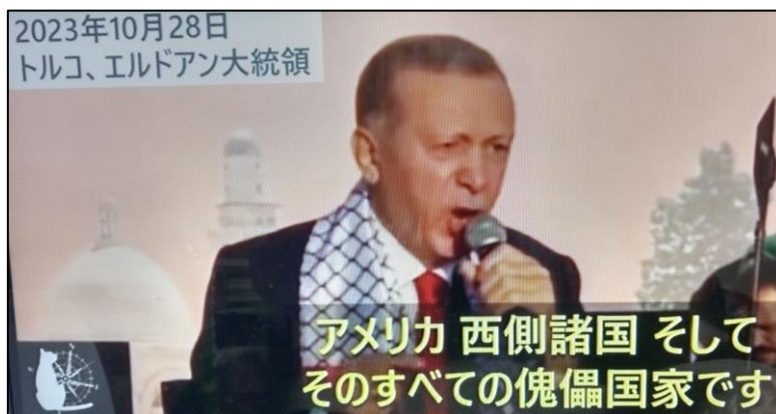 2023年10月28日
トルコ、エルドアン大統領
アメリカ 西側諸国 そして
そのすべての傀儡国家です